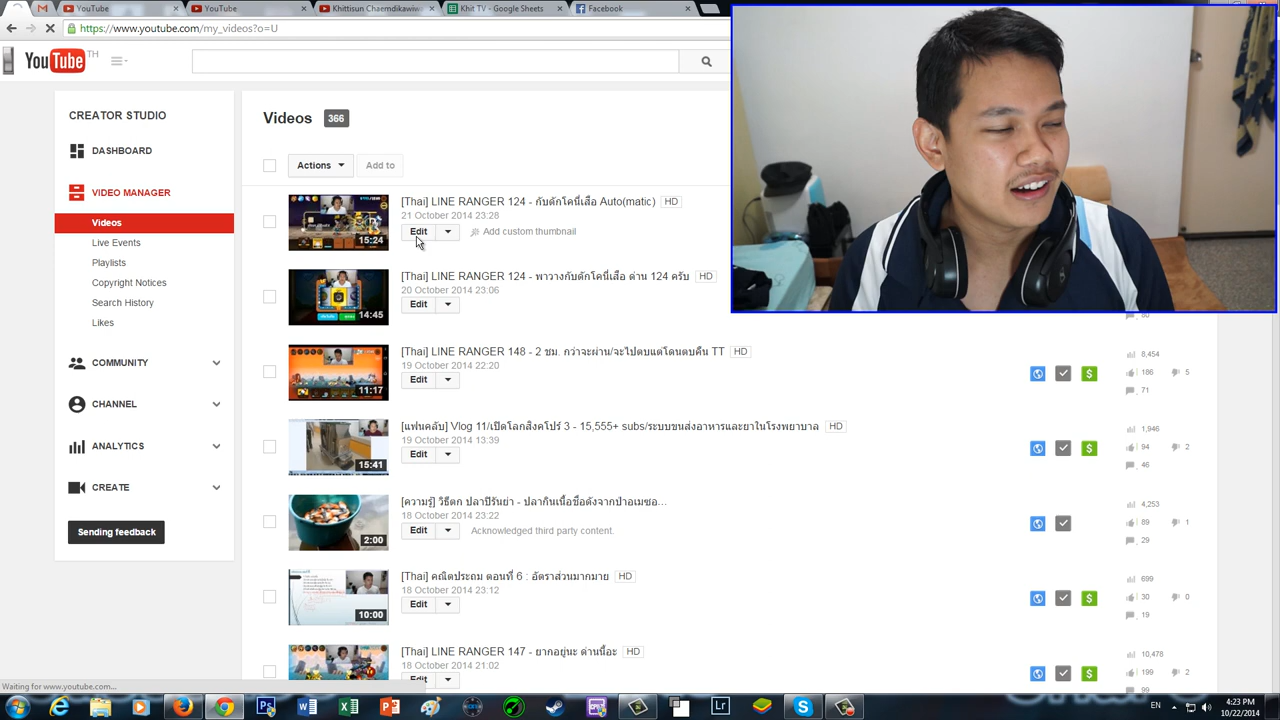 YouTube
YouTube
Khittisun Chaemdikawiw
Khit TV - Google Sheets
Facebook
https://www.youtube.com/my_videos?o=U
YouTube TH
CREATOR STUDIO
DASHBOARD
VIDEO MANAGER
Videos
Live Events
Playlists
Copyright Notices
Search History
Likes
COMMUNITY
CHANNEL
ANALYTICS
CREATE
Sending feedback
Videos 366
Actions Add to
[Thai] LINE RANGER 124 - กับดักโคนี่เสือ Auto(matic) HD
21 October 2014 23:28
15:24
Edit Add custom thumbnail
[Thai] LINE RANGER 124 - พาวางกับดักโคนี่เสือ ด่าน 124 ครับ HD
20 October 2014 23:06
14:45
Edit
80
[Thai] LINE RANGER 148 - 2 ชม. กว่าจะผ่าน/จะไปตบแต่โดนตบคืน TT HD
19 October 2014 22:20
11:17
Edit
8,454
186 5
71
[แฟนคลับ] Vlog 11/เปิดโลกสิ่งคโปร์ 3 - 15,555+ subs/ระบบขนส่งอาหารและยาในโรงพยาบาล HD
19 October 2014 13:39
15:41
Edit
1,946
94 2
46
[ความรู้] วิธีตก ปลาปิรันย่า - ปลากินเนื้อชื่อดังจากป่าอเมซอ...
18 October 2014 23:22
2:00
Edit Acknowledged third party content.
4,253
89 1
29
[Thai] คณิตประถม ตอนที่ 6 : อัตราส่วนมากมาย HD
18 October 2014 23:12
10:00
Edit
699
30 0
19
[Thai] LINE RANGER 147 - ยากอยู่นะ ด่านนี้อะ HD
18 October 2014 21:02
Edit
10,478
199 2
99
Waiting for www.youtube.com...
EN
4:23 PM
10/22/2014